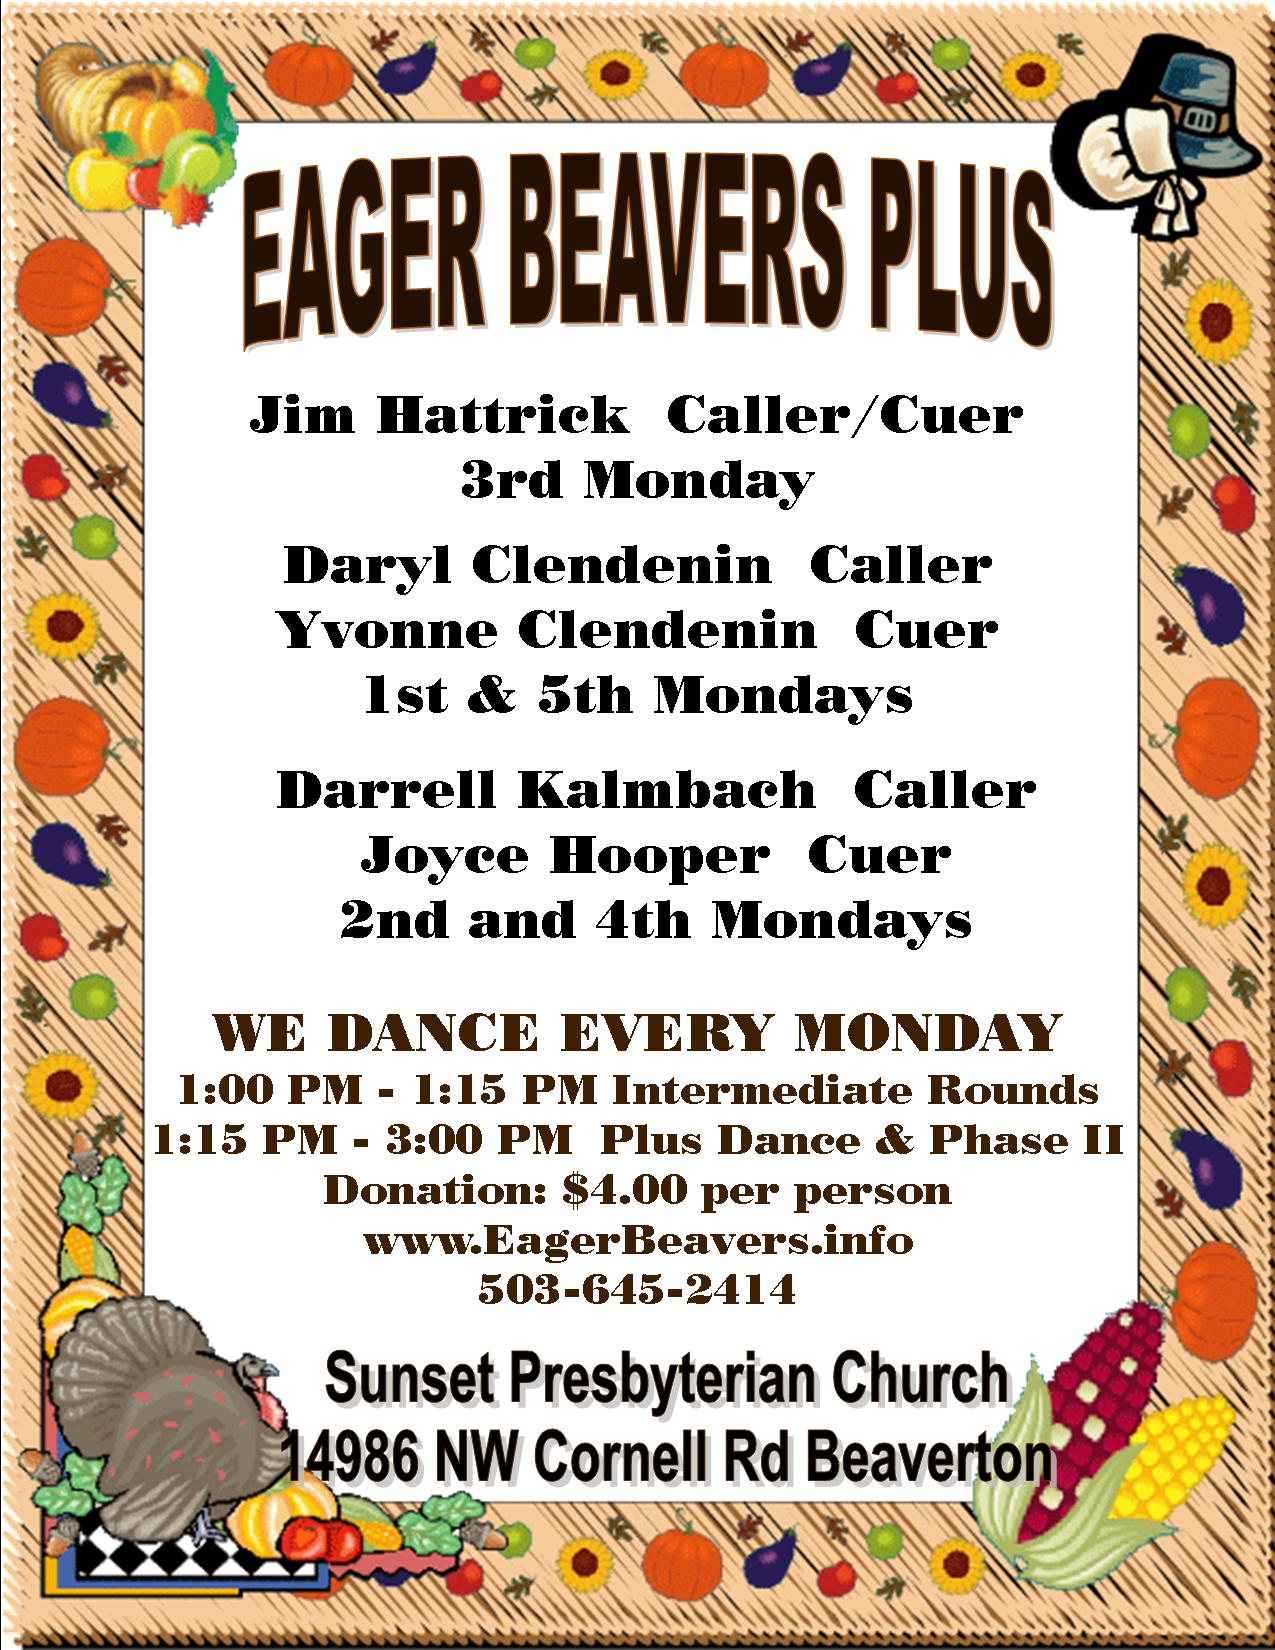 EAGER BEAVERS PLUS
Jim Hattrick Caller/Cuer
3rd Monday
Daryl Clendenin Caller
Yvonne Clendenin Cuer
1st & 5th Mondays
Darrell Kalmbach Caller
Joyce Hooper Cuer
2nd and 4th Mondays
WE DANCE EVERY MONDAY
1:00 PM - 1:15 PM Intermediate Rounds
1:15 PM - 3:00 PM Plus Dance & Phase II
Donation: $4.00 per person
www.EagerBeavers.info
503-645-2414
Sunset Presbyterian Church
14986 NW Cornell Rd Beaverton